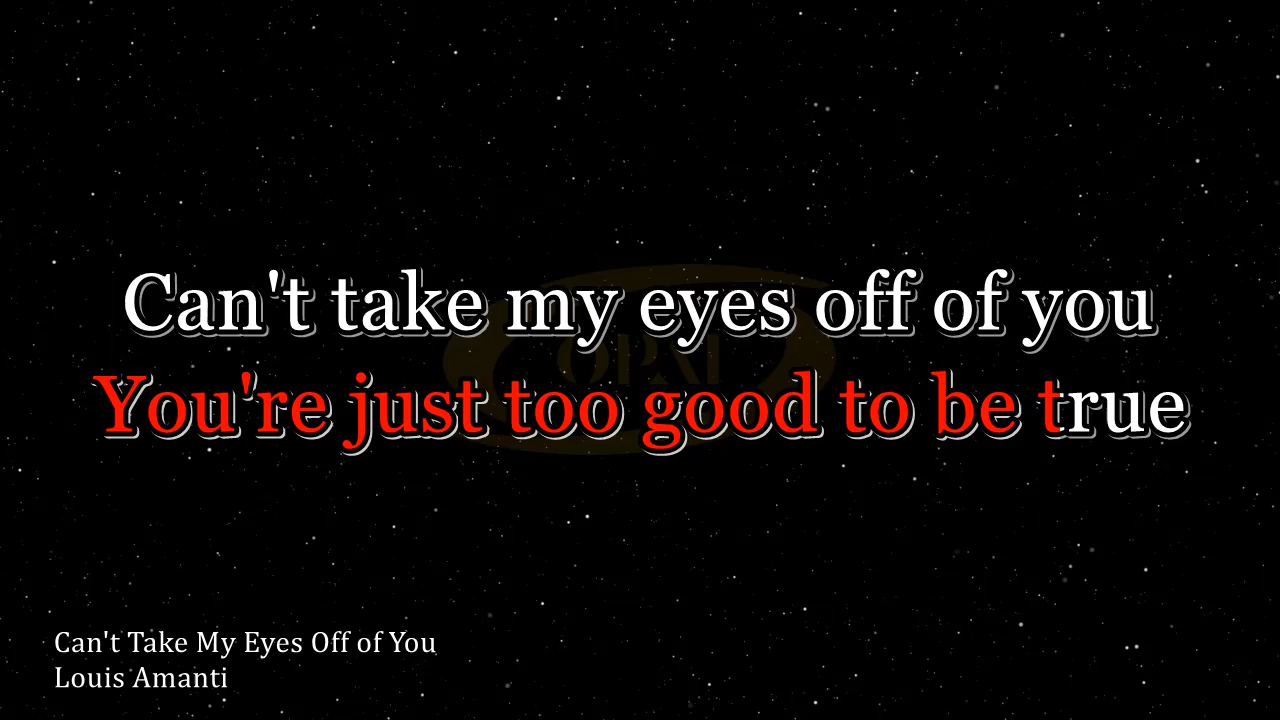 Can't take my eyes off of you
OPAL
You're just too good to be true
Can't Take My Eyes Off of You
Louis Amanti